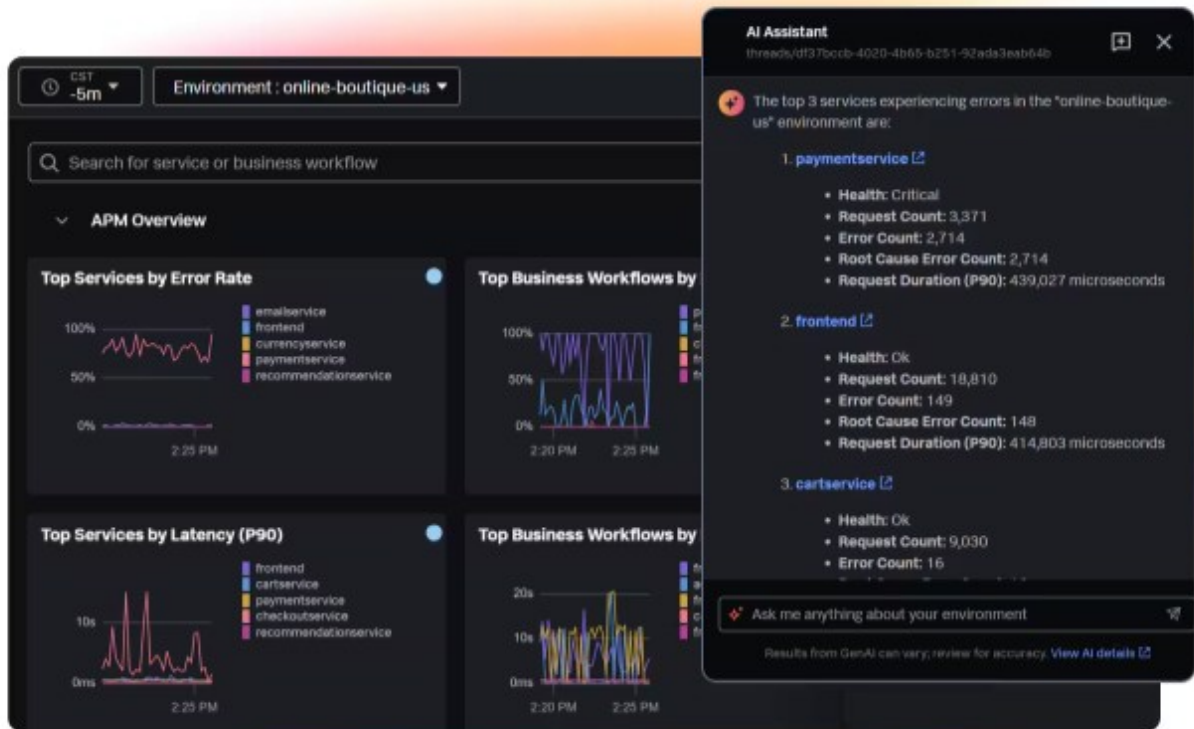 CST
-5m
Environment : online-boutique-us
Search for service or business workflow
APM Overview
Top Services by Error Rate
emailservice
frontend
currencyservice
paymentservice
recommendationservice
100%
50%
0%
2:25 PM
Top Business Workflows by
100%
50%
0%
2:20 PM
2:25 PM
Top Services by Latency (P90)
frontend
cartservice
paymentservice
checkoutservice
recommendationservice
10s
0ms
2:25 PM
Top Business Workflows by
20s
10s
0ms
2:20 PM
2:25 PM
AI Assistant
The top 3 services experiencing errors in the "online-boutique-
us" environment are:
1. paymentservice
• Health: Critical
• Request Count: 3,371
• Error Count: 2,714
• Root Cause Error Count: 2,714
• Request Duration (P90): 439,027 microseconds
2. frontend
• Health: Ok
• Request Count: 18,810
• Error Count: 149
• Root Cause Error Count: 148
• Request Duration (P90): 414,803 microseconds
3. cartservice
• Health: Ok
• Request Count: 9,030
• Error Count: 16
Ask me anything about your environment
Results from GenAI can vary; review for accuracy. View AI details